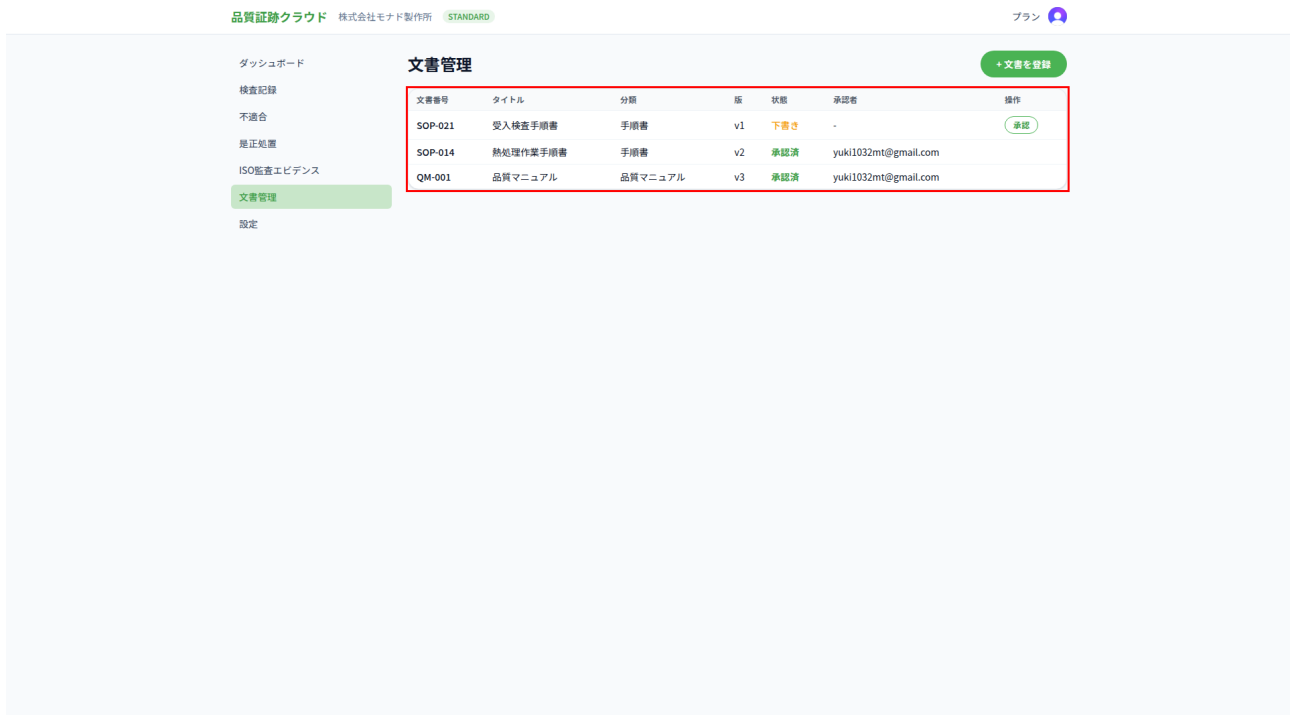 品質証跡クラウド 株式会社モナド製作所 STANDARD プラン
ダッシュボード
検査記録
不適合
是正処置
ISO監査エビデンス
文書管理
設定
文書管理
+ 文書を登録
文書番号 タイトル 分類 版 状態 承認者 操作
SOP-021 受入検査手順書 手順書 v1 下書き - 承認
SOP-014 熱処理作業手順書 手順書 v2 承認済 yuki1032mt@gmail.com
QM-001 品質マニュアル 品質マニュアル v3 承認済 yuki1032mt@gmail.com